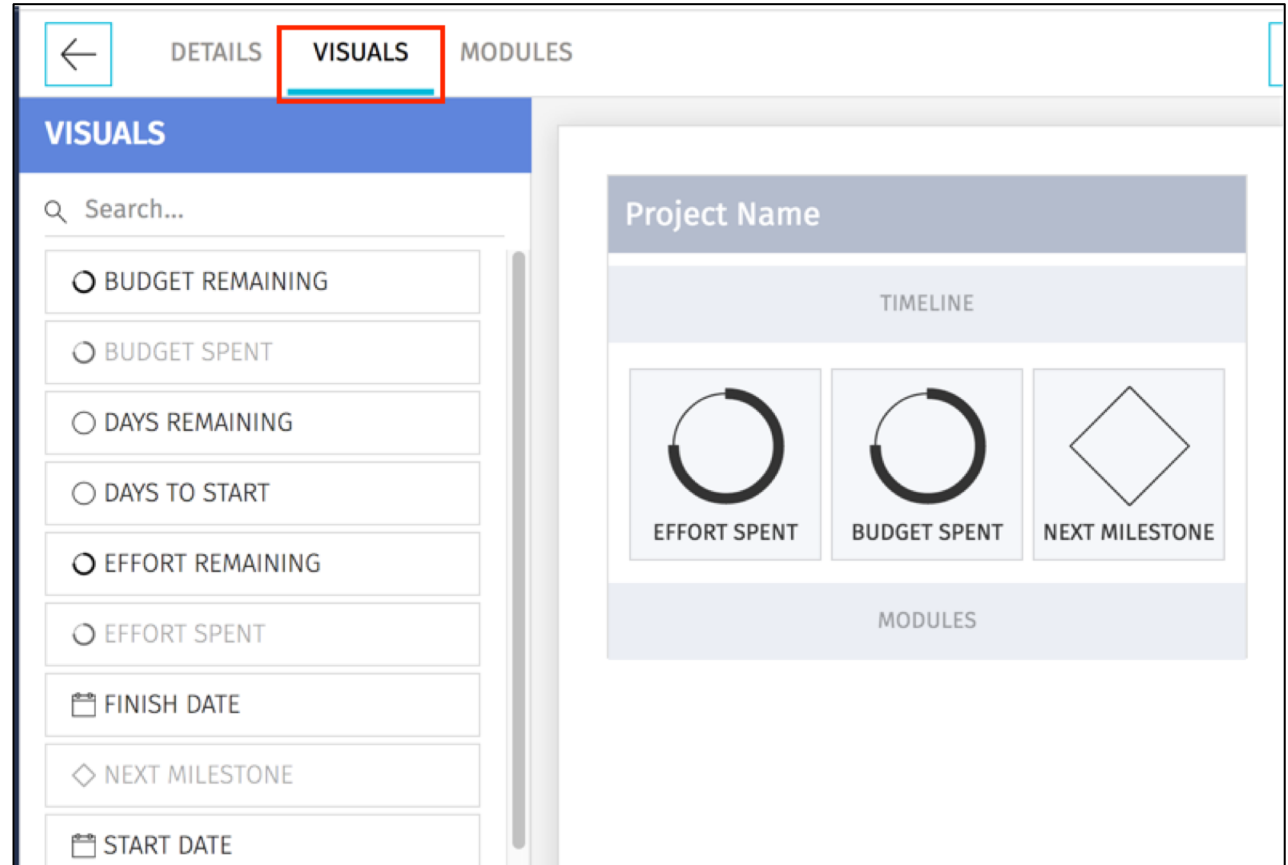 DETAILS VISUALS MODULES
VISUALS
Search...
BUDGET REMAINING
BUDGET SPENT
DAYS REMAINING
DAYS TO START
EFFORT REMAINING
EFFORT SPENT
FINISH DATE
NEXT MILESTONE
START DATE
Project Name
TIMELINE
EFFORT SPENT BUDGET SPENT NEXT MILESTONE
MODULES